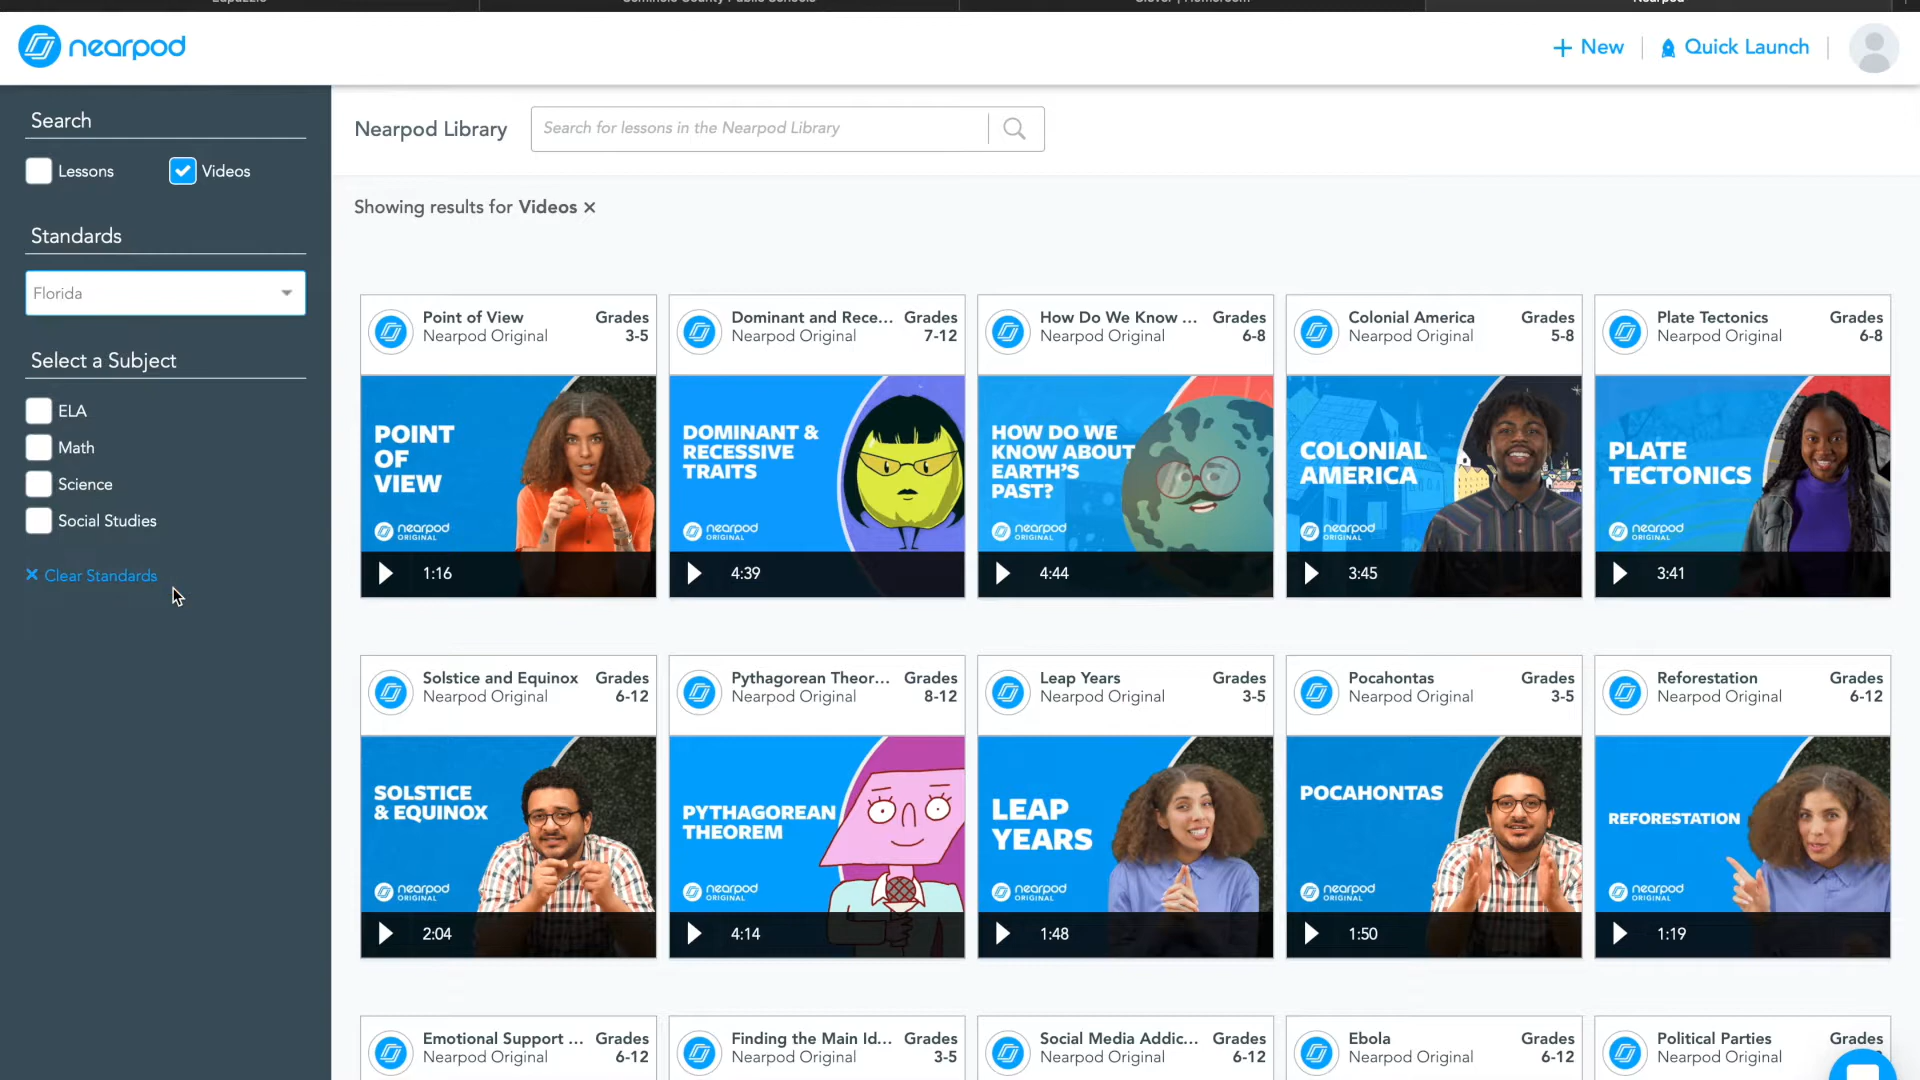 nearpod
+ New
Quick Launch
Search
Lessons
Videos
Standards
Florida
Select a Subject
ELA
Math
Science
Social Studies
× Clear Standards
Nearpod Library
Search for lessons in the Nearpod Library
Showing results for Videos ×
Point of View
Nearpod Original
Grades
3-5
POINT
OF
VIEW
nearpod
ORIGINAL
1:16
Dominant and Rece...
Nearpod Original
Grades
7-12
DOMINANT &
RECESSIVE
TRAITS
nearpod
ORIGINAL
4:39
How Do We Know ...
Nearpod Original
Grades
6-8
HOW DO WE
KNOW ABOUT
EARTH'S
PAST?
nearpod
ORIGINAL
4:44
Colonial America
Nearpod Original
Grades
5-8
COLONIAL
AMERICA
nearpod
ORIGINAL
3:45
Plate Tectonics
Nearpod Original
Grades
6-8
PLATE
TECTONICS
nearpod
ORIGINAL
3:41
Solstice and Equinox
Nearpod Original
Grades
6-12
SOLSTICE
& EQUINOX
nearpod
ORIGINAL
2:04
Pythagorean Theor...
Nearpod Original
Grades
8-12
PYTHAGOREAN
THEOREM
nearpod
ORIGINAL
4:14
Leap Years
Nearpod Original
Grades
3-5
LEAP
YEARS
nearpod
ORIGINAL
1:48
Pocahontas
Nearpod Original
Grades
3-5
POCAHONTAS
nearpod
ORIGINAL
1:50
Reforestation
Nearpod Original
Grades
6-12
REFORESTATION
nearpod
ORIGINAL
1:19
Emotional Support ...
Nearpod Original
Grades
6-12
Finding the Main Id...
Nearpod Original
Grades
3-5
Social Media Addic...
Nearpod Original
Grades
6-12
Ebola
Nearpod Original
Grades
6-12
Political Parties
Nearpod Original
Grades